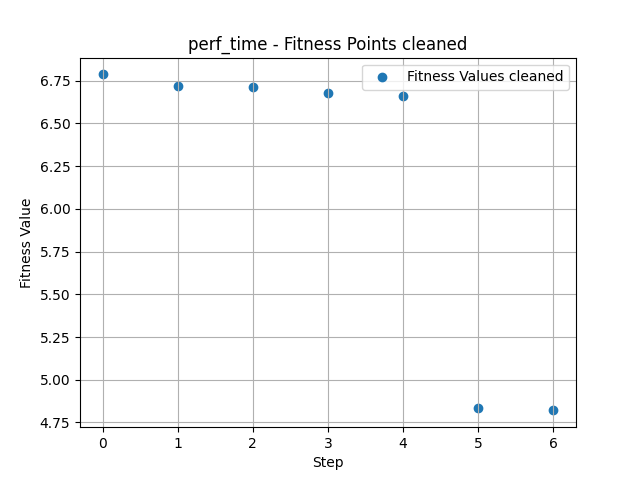 perf_time - Fitness Points cleaned
Fitness Values cleaned
6.75
6.50
6.25
6.00
5.75
5.50
5.25
5.00
4.75
Fitness Value
0 1 2 3 4 5 6
Step